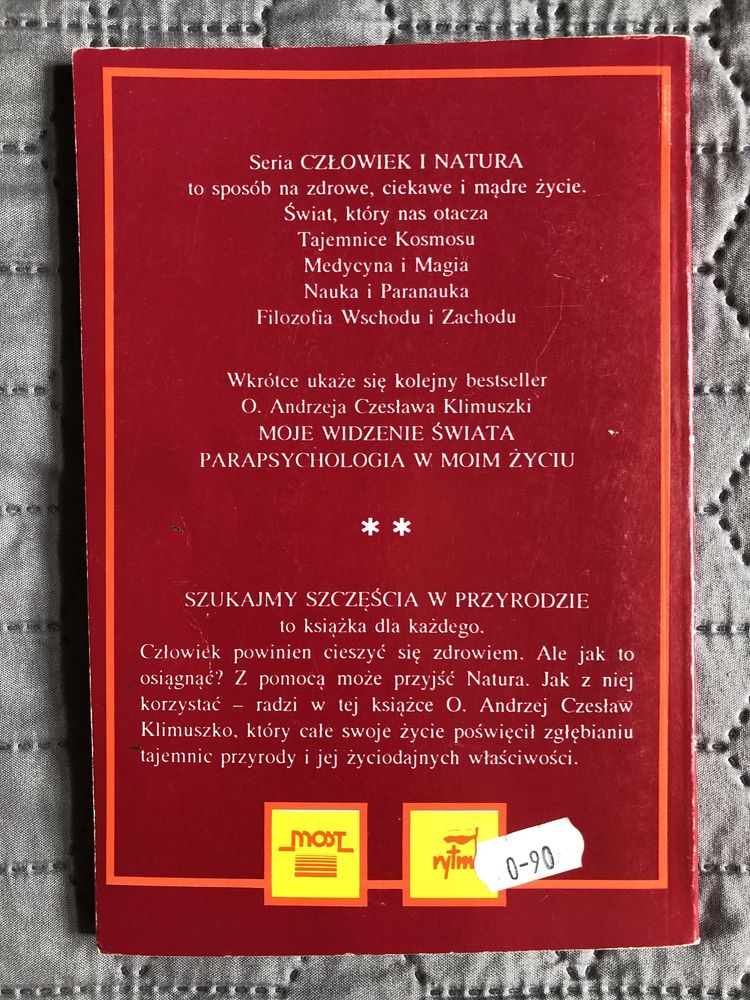 Seria CZŁOWIEK I NATURA
to sposób na zdrowe, ciekawe i mądre życie.
Świat, który nas otacza
Tajemnice Kosmosu
Medycyna i Magia
Nauka i Paranauka
Filozofia Wschodu i Zachodu
Wkrótce ukaże się kolejny bestseller
O. Andrzeja Czesława Klimuszki
MOJE WIDZENIE ŚWIATA
PARAPSYCHOLOGIA W MOIM ŻYCIU
* *
SZUKAJMY SZCZĘŚCIA W PRZYRODZIE
to książka dla każdego.
Człowiek powinien cieszyć się zdrowiem. Ale jak to
osiągnąć? Z pomocą może przyjść Natura. Jak z niej
korzystać – radzi w tej książce O. Andrzej Czesław
Klimuszko, który całe swoje życie poświęcił zgłębianiu
tajemnic przyrody i jej życiodajnych właściwości.
most
rytm
0-90